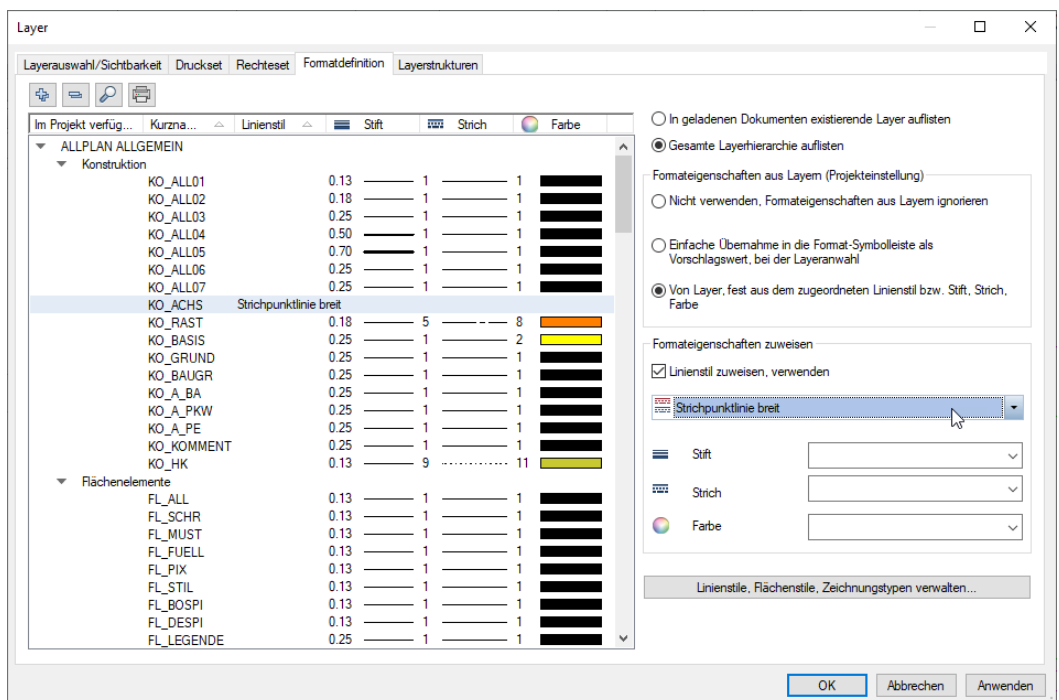 Layer
Layerauswahl/Sichtbarkeit Druckset Rechteset Formatdefinition Layerstrukturen
Im Projekt verfüg... Kurzna... Linienstil Stift Strich Farbe
ALLPLAN ALLGEMEIN
Konstruktion
KO_ALL01 0.13 1 1
KO_ALL02 0.18 1 1
KO_ALL03 0.25 1 1
KO_ALL04 0.50 1 1
KO_ALL05 0.70 1 1
KO_ALL06 0.25 1 1
KO_ALL07 0.25 1 1
KO_ACHS Strichpunktlinie breit
KO_RAST 0.18 5 8
KO_BASIS 0.25 1 2
KO_GRUND 0.25 1 1
KO_BAUGR 0.25 1 1
KO_A_BA 0.25 1 1
KO_A_PKW 0.25 1 1
KO_A_PE 0.25 1 1
KO_KOMMENT 0.25 1 1
KO_HK 0.13 9 11
Flächenelemente
FL_ALL 0.13 1 1
FL_SCHR 0.13 1 1
FL_MUST 0.13 1 1
FL_FUELL 0.13 1 1
FL_PIX 0.13 1 1
FL_STIL 0.13 1 1
FL_BOSPI 0.13 1 1
FL_DESPI 0.13 1 1
FL_LEGENDE 0.25 1 1
In geladenen Dokumenten existierende Layer auflisten
Gesamte Layerhierarchie auflisten
Formateigenschaften aus Layern (Projekteinstellung)
Nicht verwenden, Formateigenschaften aus Layern ignorieren
Einfache Übernahme in die Format-Symbolleiste als
Vorschlagswert, bei der Layeranwahl
Von Layer, fest aus dem zugeordneten Linienstil bzw. Stift, Strich,
Farbe
Formateigenschaften zuweisen
Linienstil zuweisen, verwenden
Strichpunktlinie breit
Stift
Strich
Farbe
Linienstile, Flächenstile, Zeichnungstypen verwalten...
OK Abbrechen Anwenden